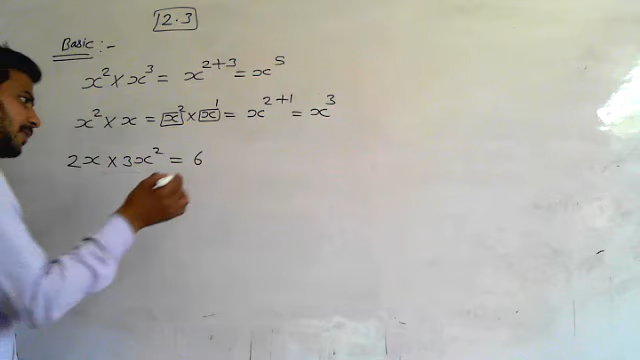 12.3
Basic :-
x² × x³ = x²⁺³ = x⁵
x² × x = x² × x¹ = x²⁺¹ = x³
2x × 3x² = 6